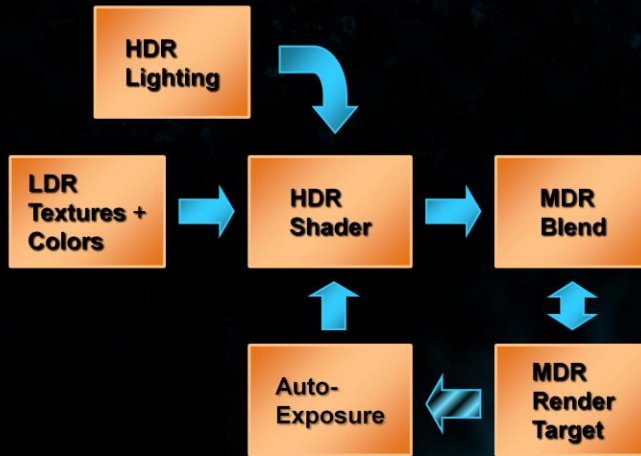 HDR
Lighting
LDR
Textures +
Colors
HDR
Shader
MDR
Blend
Auto-
Exposure
MDR
Render
Target